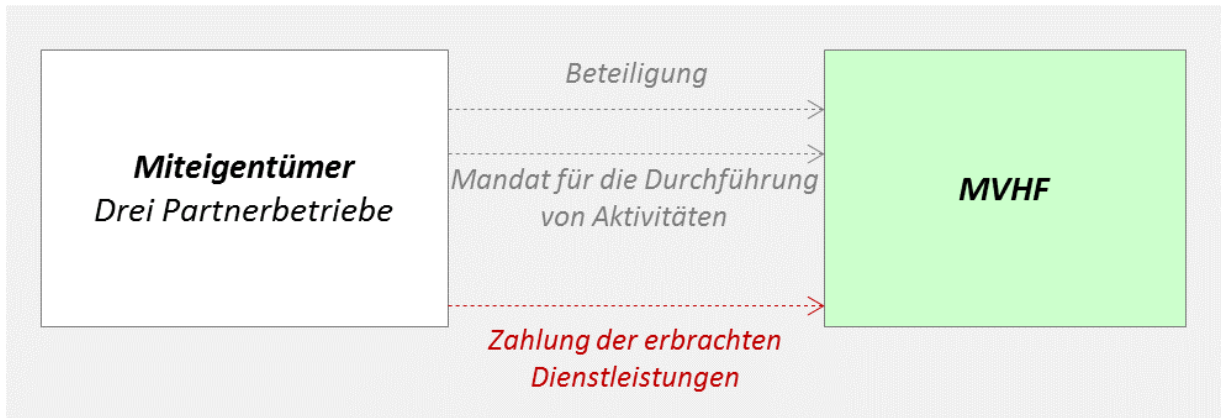 Beteiligung
Miteigentümer
Drei Partnerbetriebe
Mandat für die Durchführung
von Aktivitäten
MVHF
Zahlung der erbrachten
Dienstleistungen